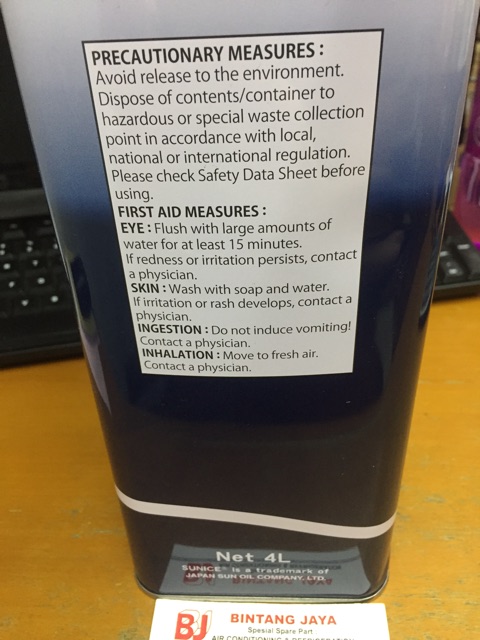 PRECAUTIONARY MEASURES :
Avoid release to the environment.
Dispose of contents/container to
hazardous or special waste collection
point in accordance with local,
national or international regulation.
Please check Safety Data Sheet before
using.
FIRST AID MEASURES :
EYE : Flush with large amounts of
water for at least 15 minutes.
If redness or irritation persists, contact
a physician.
SKIN : Wash with soap and water.
If irritation or rash develops, contact a
physician.
INGESTION : Do not induce vomiting!
Contact a physician.
INHALATION : Move to fresh air.
Contact a physician.
Net 4L
SUNICE® is a trademark of
JAPAN SUN OIL COMPANY, LTD.
BJ BINTANG JAYA
Spesial Spare Part
AIR CONDITIONING & REFRIGERATION